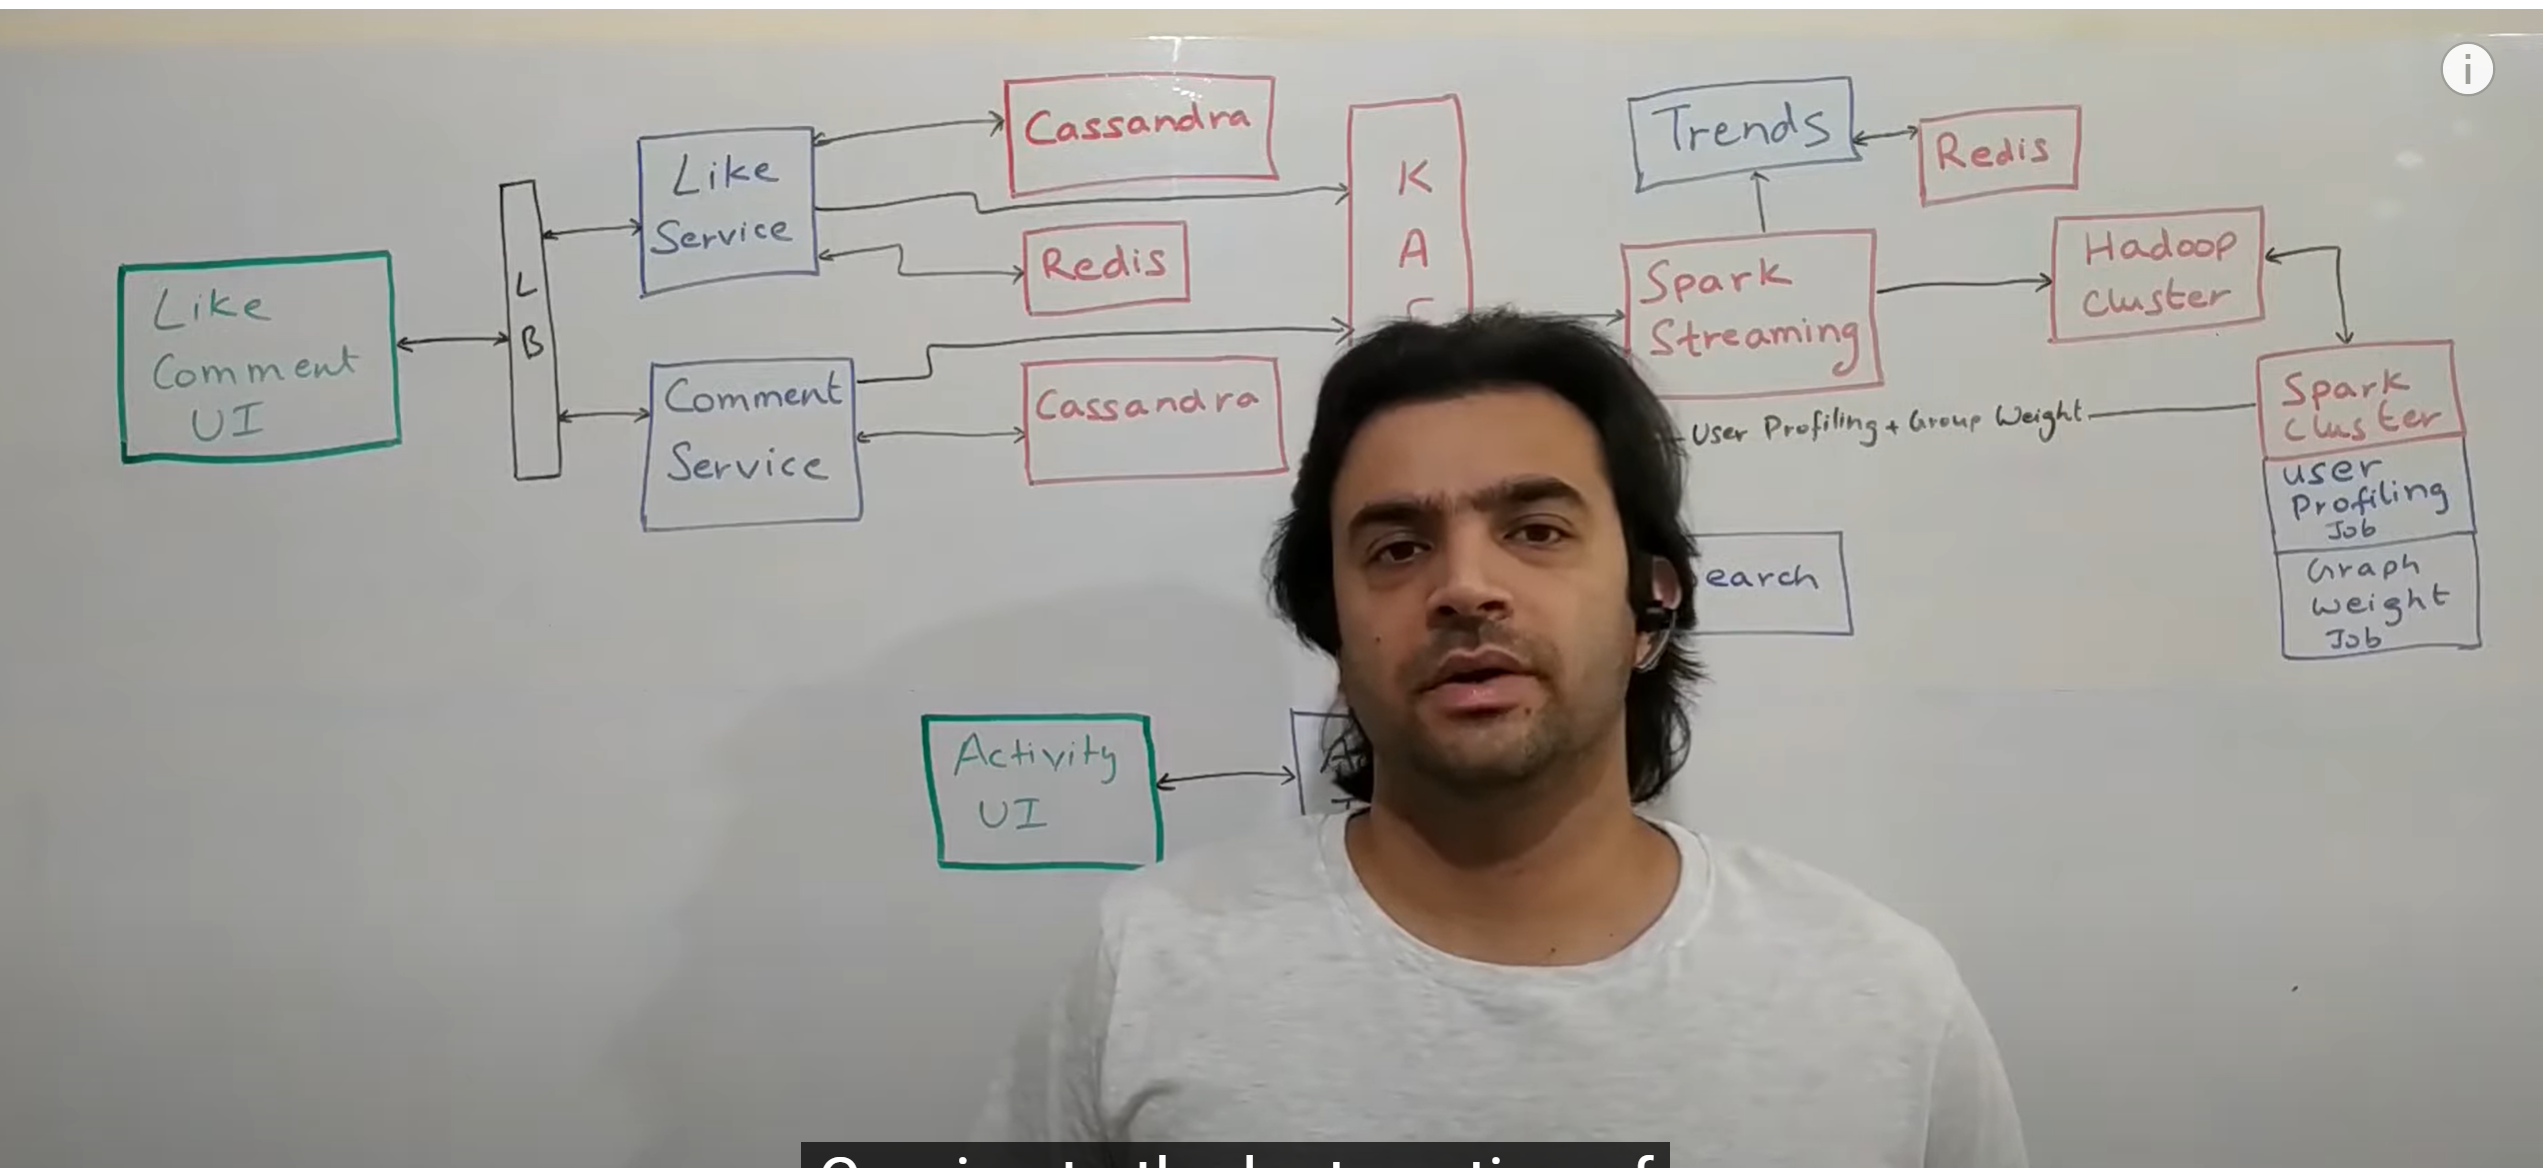 Like
Comment
UI
L
B
Like
Service
Comment
Service
Cassandra
Redis
Cassandra
K
A
Trends
Redis
Spark
Streaming
Hadoop
Cluster
Spark
Cluster
User
Profiling
Job
Graph
Weight
Job
User Profiling + Group Weight
earch
Activity
UI
i